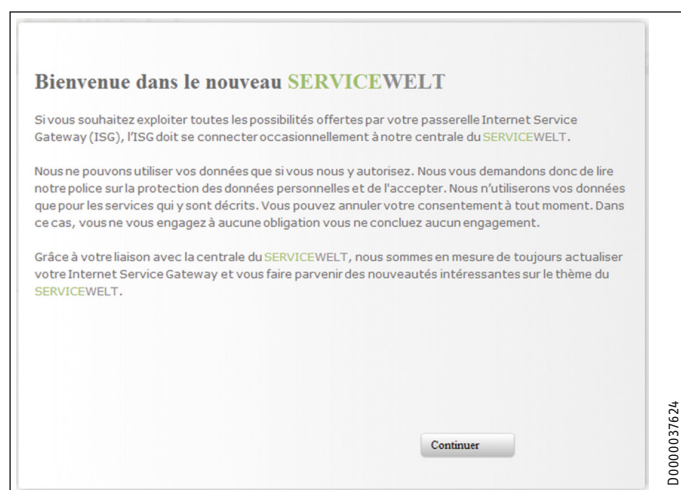 Bienvenue dans le nouveau SERVICEWELT
Si vous souhaitez exploiter toutes les possibilités offertes par votre passerelle Internet Service
Gateway (ISG), l'ISG doit se connecter occasionnellement à notre centrale du SERVICEWELT.
Nous ne pouvons utiliser vos données que si vous nous y autorisez. Nous vous demandons donc de lire
notre police sur la protection des données personnelles et de l'accepter. Nous n'utiliserons vos données
que pour les services qui y sont décrits. Vous pouvez annuler votre consentement à tout moment. Dans
ce cas, vous ne vous engagez à aucune obligation vous ne concluez aucun engagement.
Grâce à votre liaison avec la centrale du SERVICEWELT, nous sommes en mesure de toujours actualiser
votre Internet Service Gateway et vous faire parvenir des nouveautés intéressantes sur le thème du
SERVICEWELT.
Continuer
D0000037624